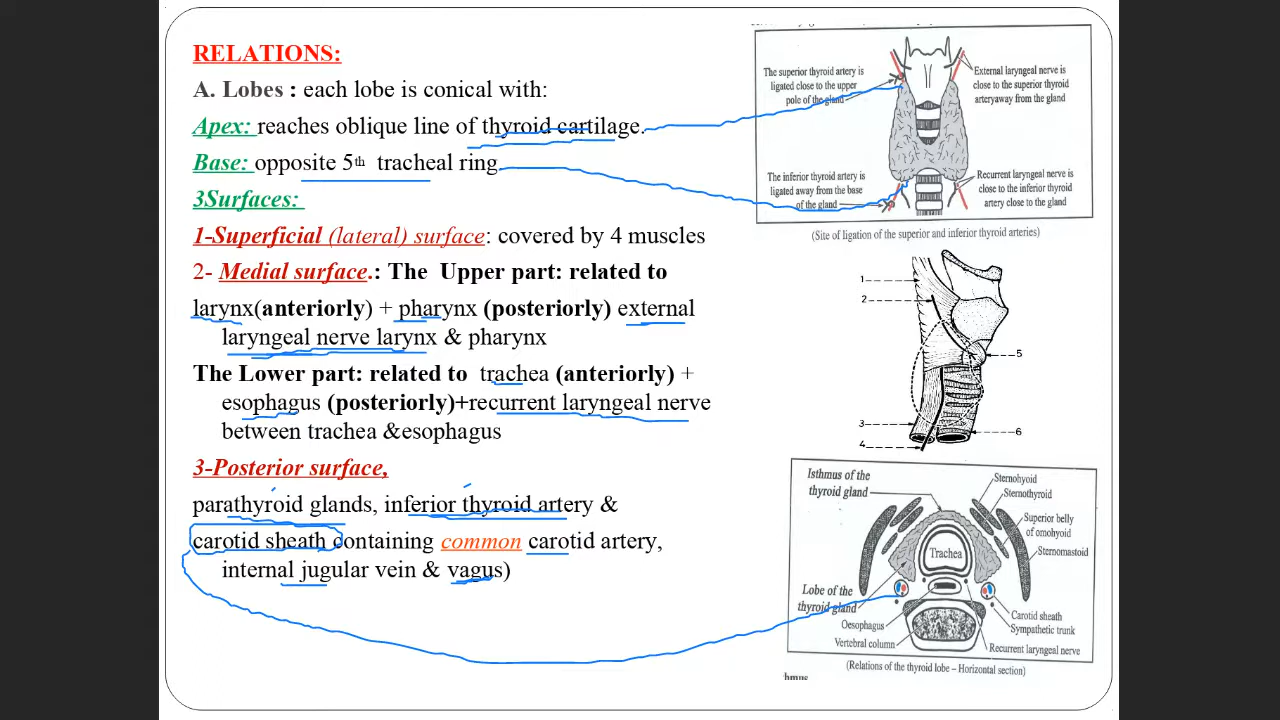 RELATIONS:
A. Lobes : each lobe is conical with:
Apex: reaches oblique line of thyroid cartilage.
Base: opposite 5th tracheal ring.
3Surfaces:
1-Superficial (lateral) surface: covered by 4 muscles
2- Medial surface.: The Upper part: related to
larynx(anteriorly) + pharynx (posteriorly) external
laryngeal nerve larynx & pharynx
The Lower part: related to trachea (anteriorly) +
esophagus (posteriorly)+recurrent laryngeal nerve
between trachea &esophagus
3-Posterior surface,
parathyroid glands, inferior thyroid artery &
carotid sheath containing common carotid artery,
internal jugular vein & vagus)
The superior thyroid artery is
ligated close to the upper
pole of the gland
External laryngeal nerve is
close to the superior thyroid
arteryaway from the gland
The inferior thyroid artery is
ligated away from the base
of the gland
Recurrent laryngeal nerve is
close to the inferior thyroid
artery close to the gland
(Site of ligation of the superior and inferior thyroid arteries)
1
2
5
3
4
6
Isthmus of the
thyroid gland
Sternohyoid
Sternothyroid
Superior belly
of omohyoid
Sternomastoid
Trachea
Lobe of the
thyroid gland
Oesophagus
Vertebral column
Carotid sheath
Sympathetic trunk
Recurrent laryngeal nerve
(Relations of the thyroid lobe – Horizontal section)